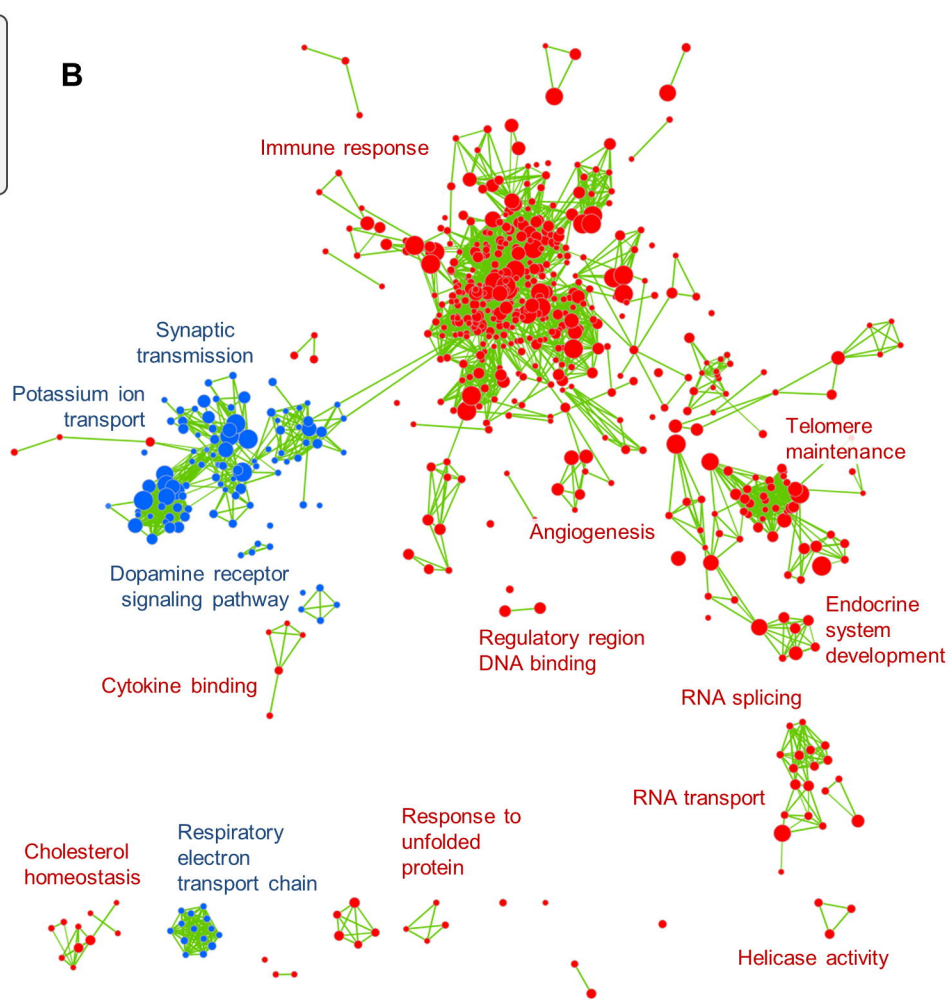 B
Immune response
Synaptic
transmission
Potassium ion
transport
Telomere
maintenance
Angiogenesis
Dopamine receptor
signaling pathway
Endocrine
system
development
Regulatory region
DNA binding
Cytokine binding
RNA splicing
RNA transport
Response to
unfolded
protein
Respiratory
electron
transport chain
Cholesterol
homeostasis
Helicase activity